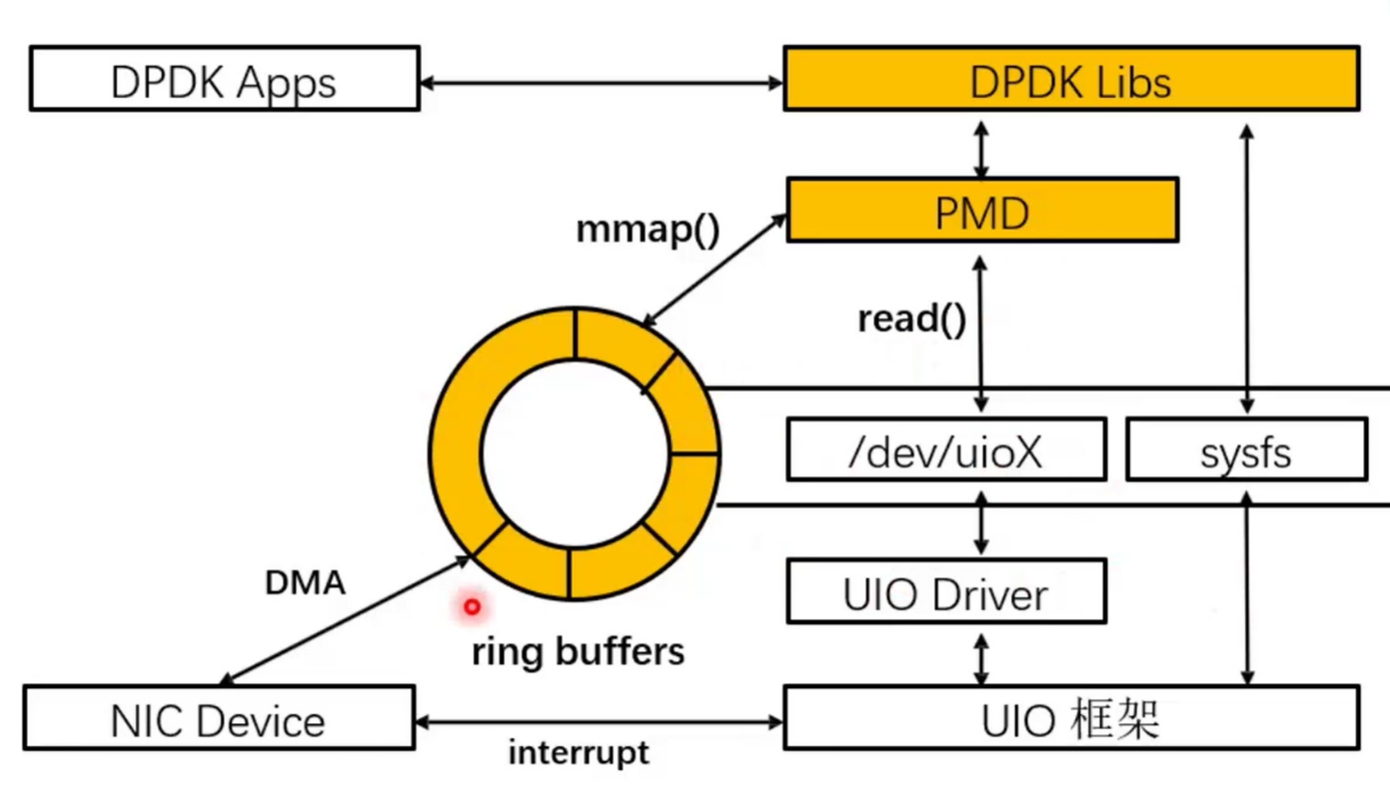 DPDK Apps
DPDK Libs
PMD
mmap()
read()
/dev/uioX
sysfs
DMA
UIO Driver
ring buffers
NIC Device
interrupt
UIO 框架